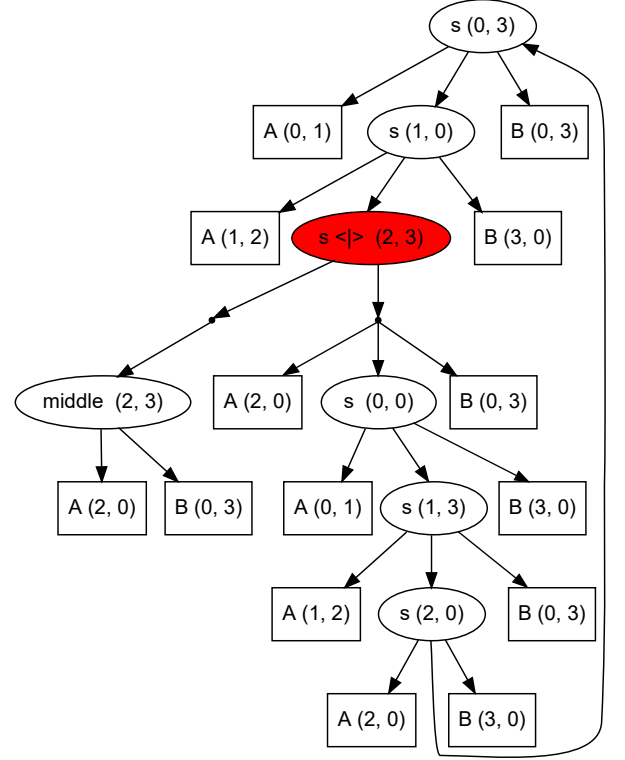 s (0, 3)
A (0, 1)
s (1, 0)
B (0, 3)
A (1, 2)
s <|> (2, 3)
B (3, 0)
middle (2, 3)
A (2, 0)
s (0, 0)
B (0, 3)
A (2, 0)
B (0, 3)
A (0, 1)
s (1, 3)
B (3, 0)
A (1, 2)
s (2, 0)
B (0, 3)
A (2, 0)
B (3, 0)